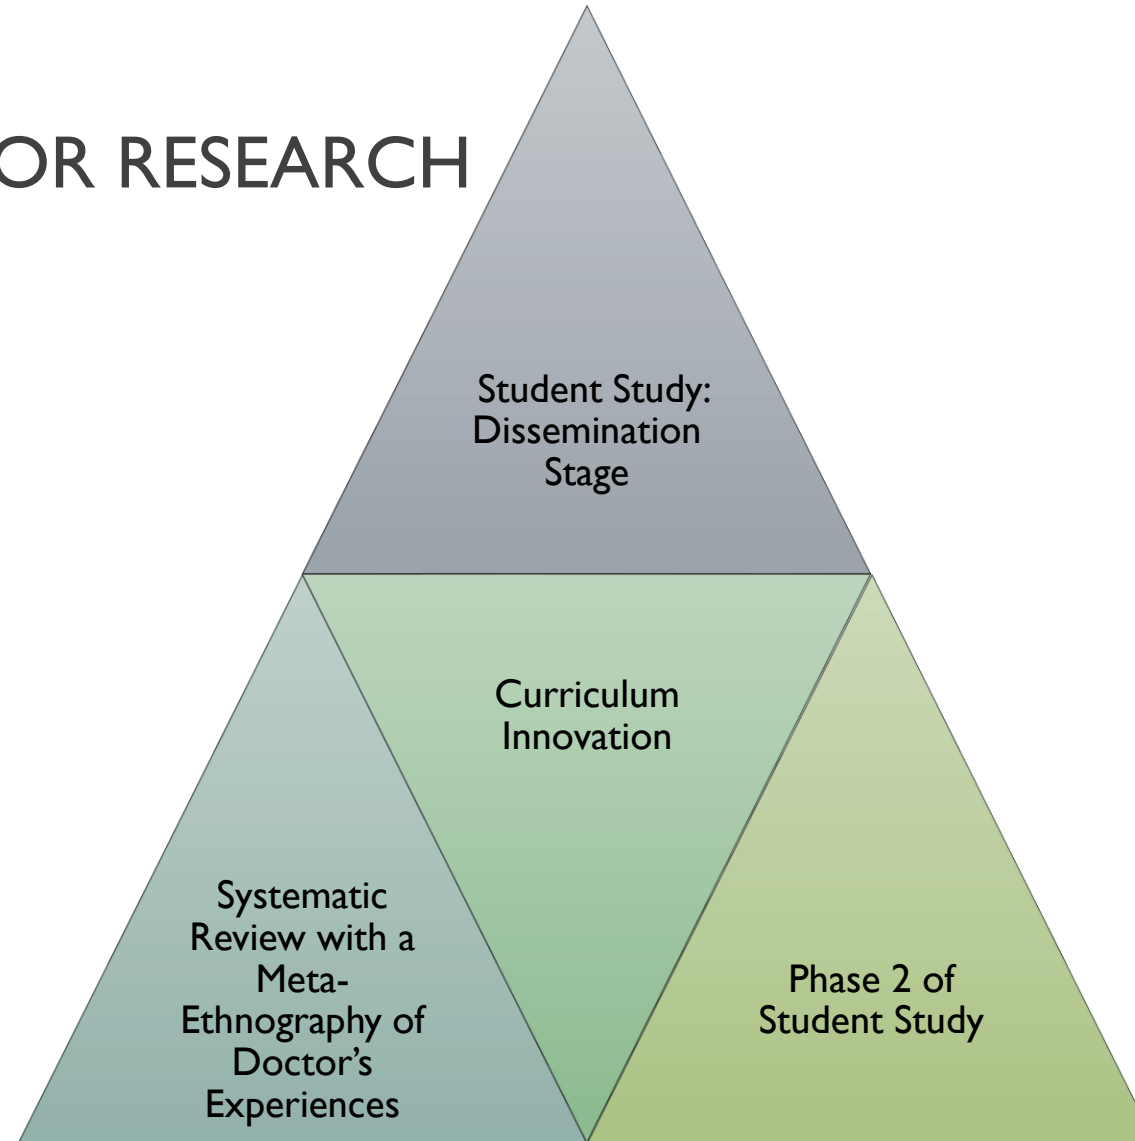 OR RESEARCH
Student Study:
Dissemination
Stage
Curriculum
Innovation
Systematic
Review with a
Meta-
Ethnography of
Doctor’s
Experiences
Phase 2 of
Student Study